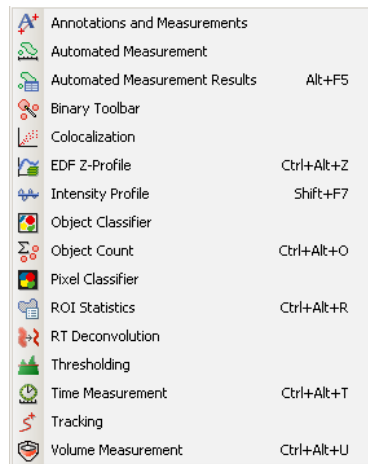 Annotations and Measurements
Automated Measurement
Automated Measurement Results Alt+F5
Binary Toolbar
Colocalization
EDF Z-Profile Ctrl+Alt+Z
Intensity Profile Shift+F7
Object Classifier
Object Count Ctrl+Alt+O
Pixel Classifier
ROI Statistics Ctrl+Alt+R
RT Deconvolution
Thresholding
Time Measurement Ctrl+Alt+T
Tracking
Volume Measurement Ctrl+Alt+U